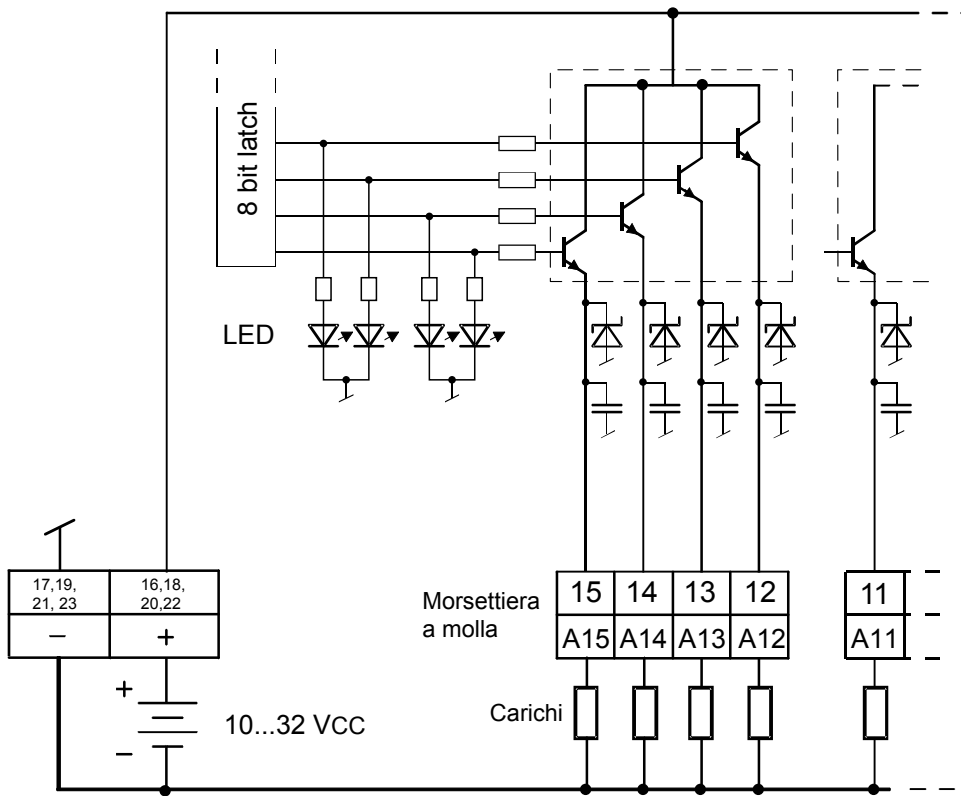 8 bit latch
LED
17,19,
21, 23
16,18,
20,22
–
+
+
–
10...32 VCC
Morsettiera
a molla
15
14
13
12
11
A15
A14
A13
A12
A11
Carichi